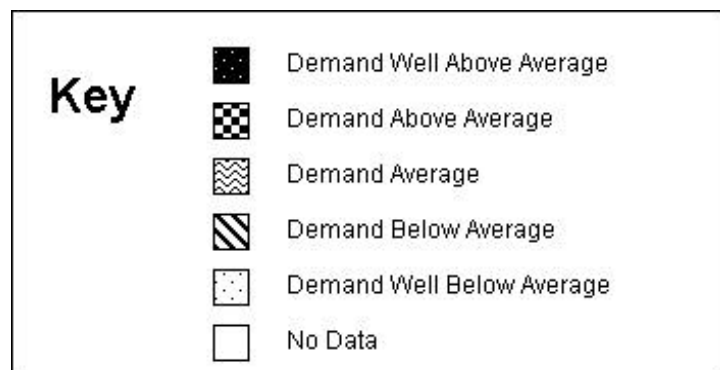 Key
Demand Well Above Average
Demand Above Average
Demand Average
Demand Below Average
Demand Well Below Average
No Data